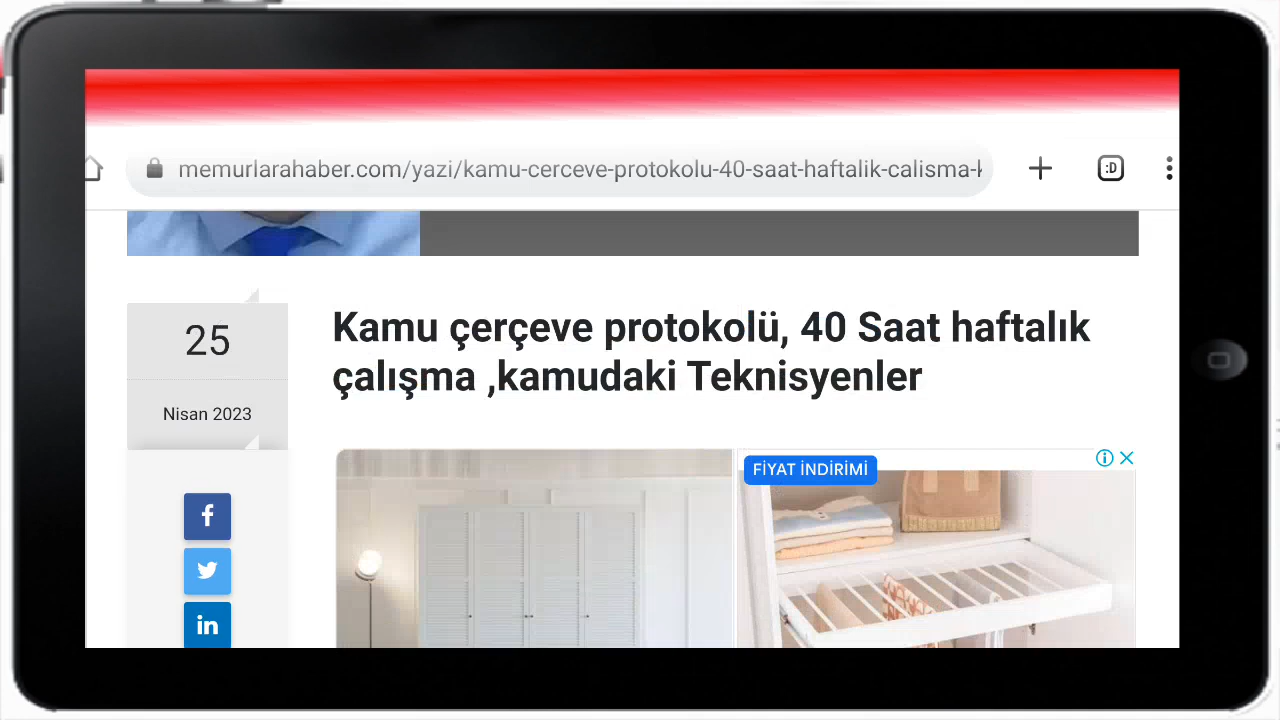 memurlarahaber.com/yazi/kamu-cerceve-protokolu-40-saat-haftalik-calisma-k
:D
25
Nisan 2023
Kamu çerçeve protokolü, 40 Saat haftalık
çalışma ,kamudaki Teknisyenler
FİYAT İNDİRİMİ
f
in